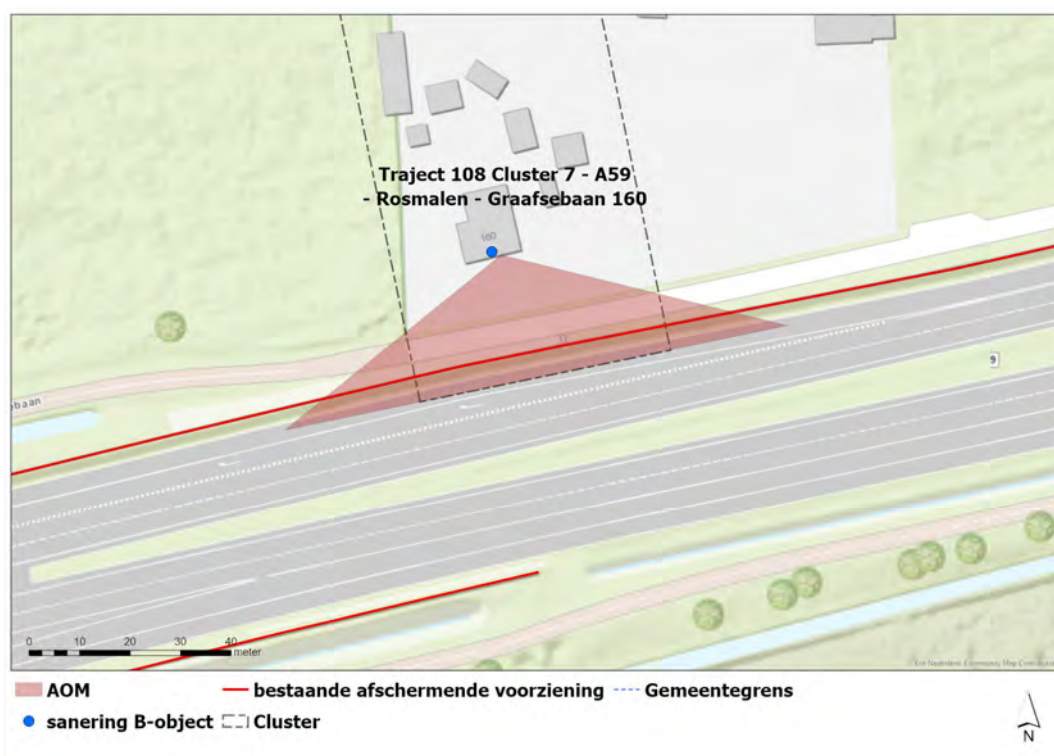 Traject 108 Cluster 7 - A59
- Rosmalen - Graafsebaan 160
160
9
ebaan
0 10 20 30 40
meter
AOM
bestaande afschermende voorziening
Gemeentegrens
sanering B-object
Cluster
N